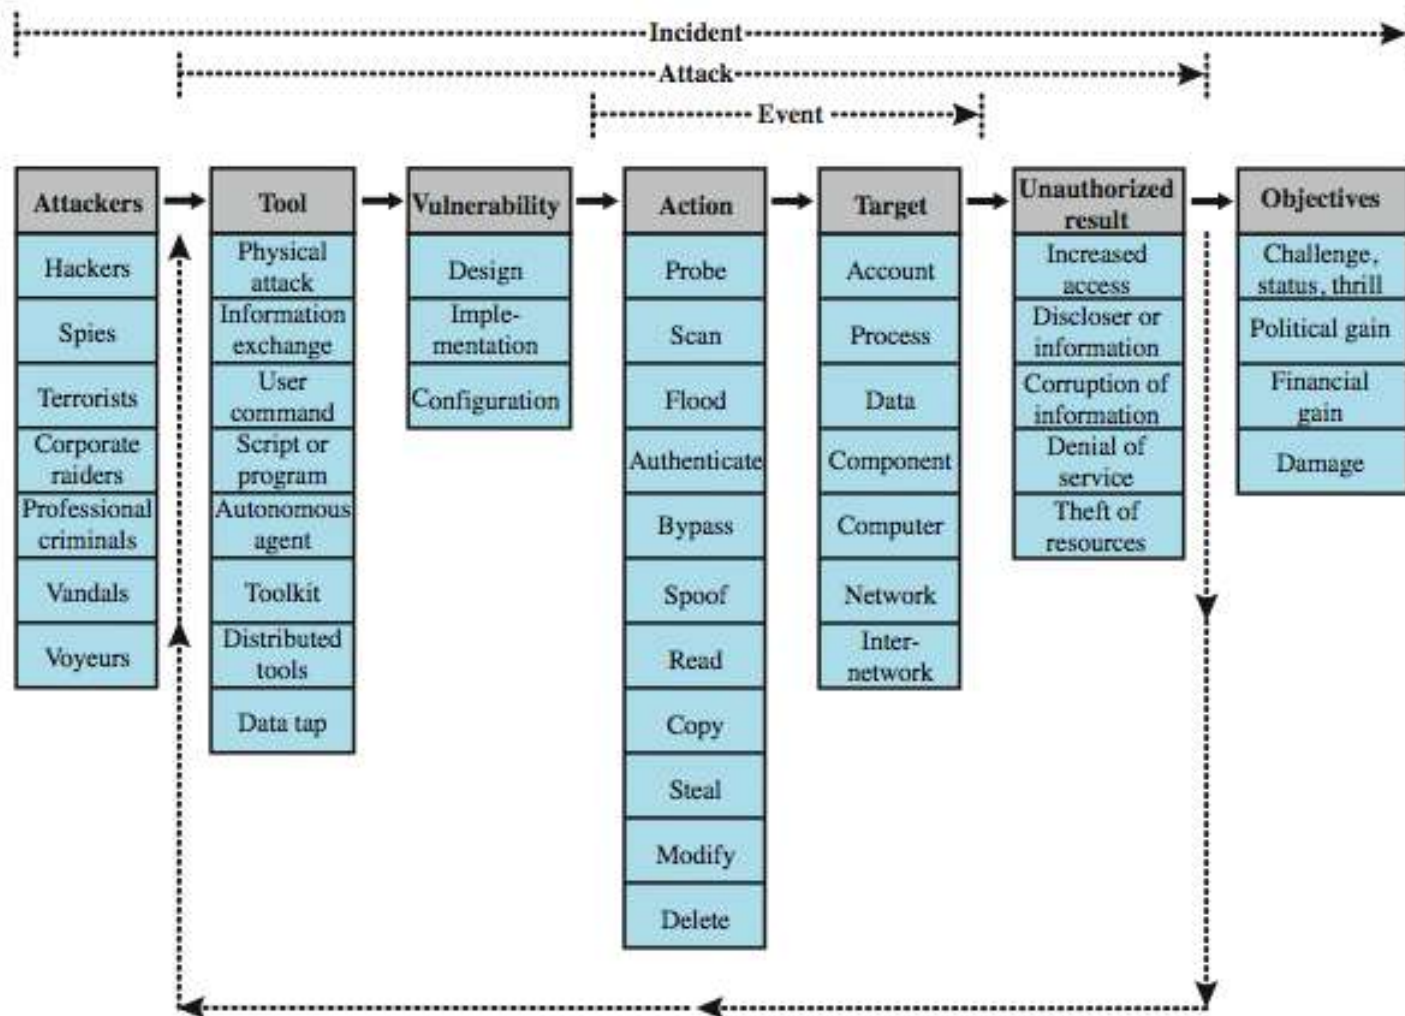 Incident
Attack
Event
Attackers
Hackers
Spies
Terrorists
Corporate
raiders
Professional
criminals
Vandals
Voyeurs
Tool
Physical
attack
Information
exchange
User
command
Script or
program
Autonomous
agent
Toolkit
Distributed
tools
Data tap
Vulnerability
Design
Imple-
mentation
Configuration
Action
Probe
Scan
Flood
Authenticate
Bypass
Spoof
Read
Copy
Steal
Modify
Delete
Target
Account
Process
Data
Component
Computer
Network
Inter-
network
Unauthorized
result
Increased
access
Discloser or
information
Corruption of
information
Denial of
service
Theft of
resources
Objectives
Challenge,
status, thrill
Political gain
Financial
gain
Damage